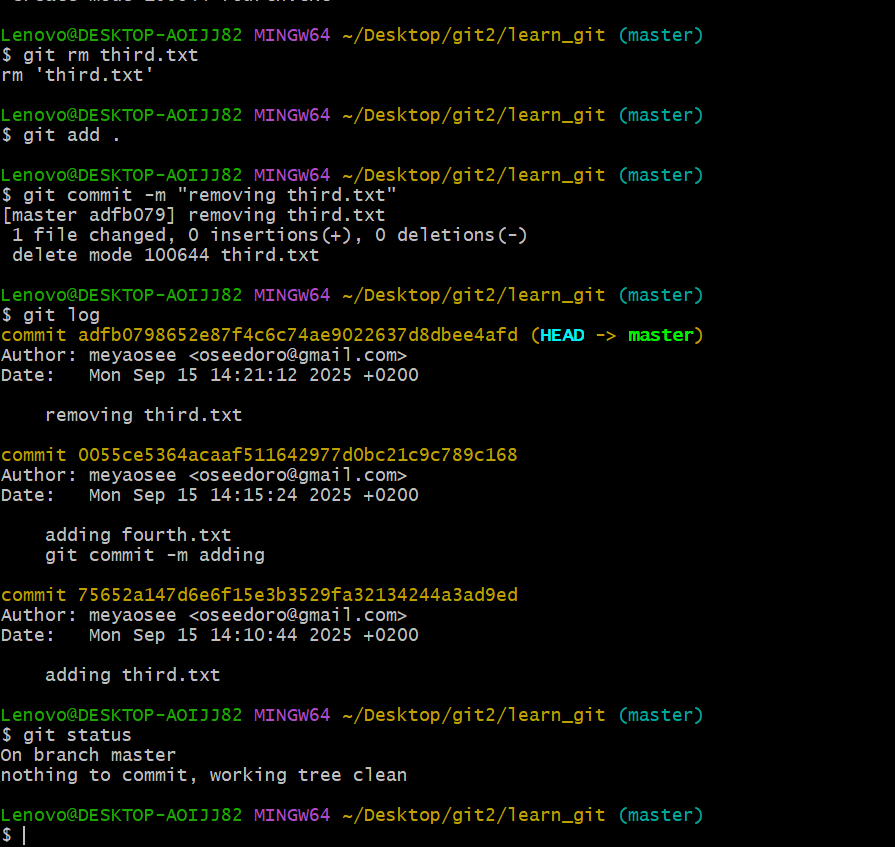 Lenovo@DESKTOP-AOIJJ82 MINGW64 ~/Desktop/git2/learn_git (master)
$ git rm third.txt
rm 'third.txt'
Lenovo@DESKTOP-AOIJJ82 MINGW64 ~/Desktop/git2/learn_git (master)
$ git add .
Lenovo@DESKTOP-AOIJJ82 MINGW64 ~/Desktop/git2/learn_git (master)
$ git commit -m "removing third.txt"
[master adfb079] removing third.txt
 1 file changed, 0 insertions(+), 0 deletions(-)
 delete mode 100644 third.txt
Lenovo@DESKTOP-AOIJJ82 MINGW64 ~/Desktop/git2/learn_git (master)
$ git log
commit adfb0798652e87f4c6c74ae9022637d8dbee4afd (HEAD -> master)
Author: meyaosee <oseedoro@gmail.com>
Date:   Mon Sep 15 14:21:12 2025 +0200
    removing third.txt
commit 0055ce5364acaaf511642977d0bc21c9c789c168
Author: meyaosee <oseedoro@gmail.com>
Date:   Mon Sep 15 14:15:24 2025 +0200
    adding fourth.txt
    git commit -m adding
commit 75652a147d6e6f15e3b3529fa32134244a3ad9ed
Author: meyaosee <oseedoro@gmail.com>
Date:   Mon Sep 15 14:10:44 2025 +0200
    adding third.txt
Lenovo@DESKTOP-AOIJJ82 MINGW64 ~/Desktop/git2/learn_git (master)
$ git status
On branch master
nothing to commit, working tree clean
Lenovo@DESKTOP-AOIJJ82 MINGW64 ~/Desktop/git2/learn_git (master)
$